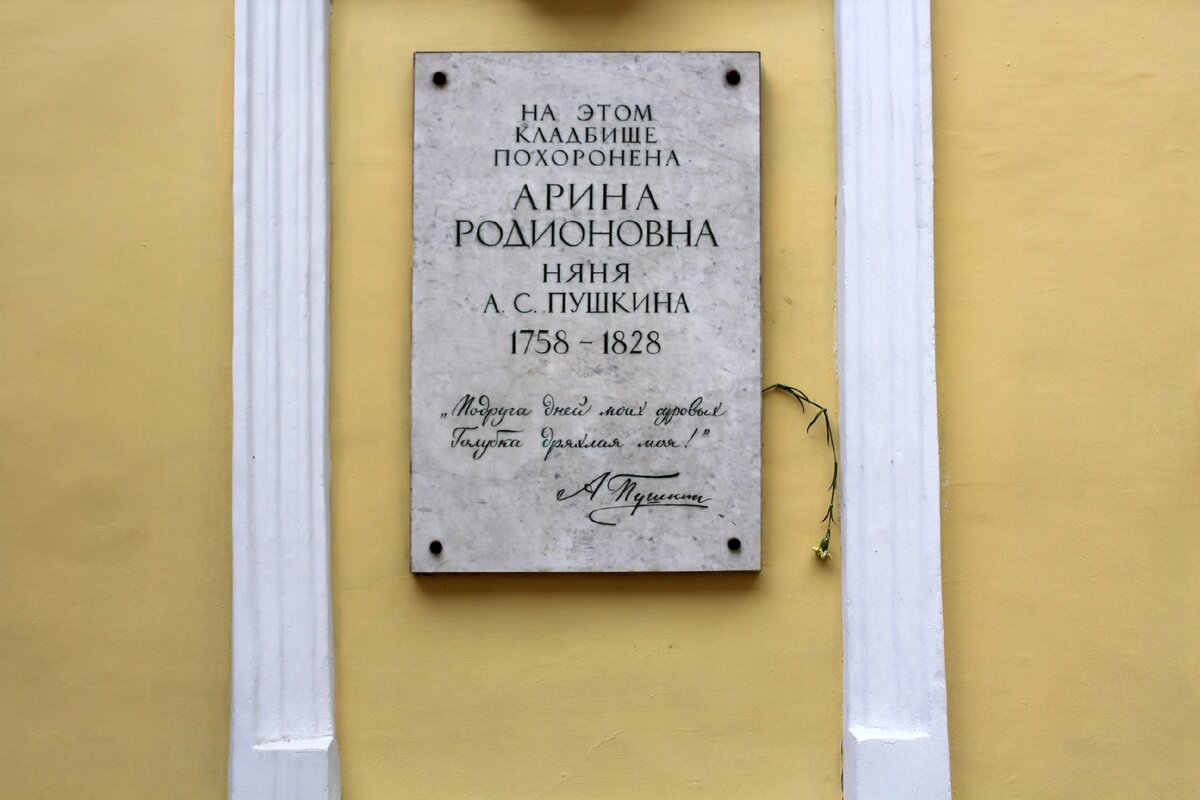 НА ЭТОМ
КЛАДБИЩЕ
ПОХОРОНЕНА
АРИНА
РОДИОНОВНА
НЯНЯ
А. С. ПУШКИНА
1758 – 1828
„Подруга дней моих суровых
Голубка дряхлая моя!”
А Пушкин